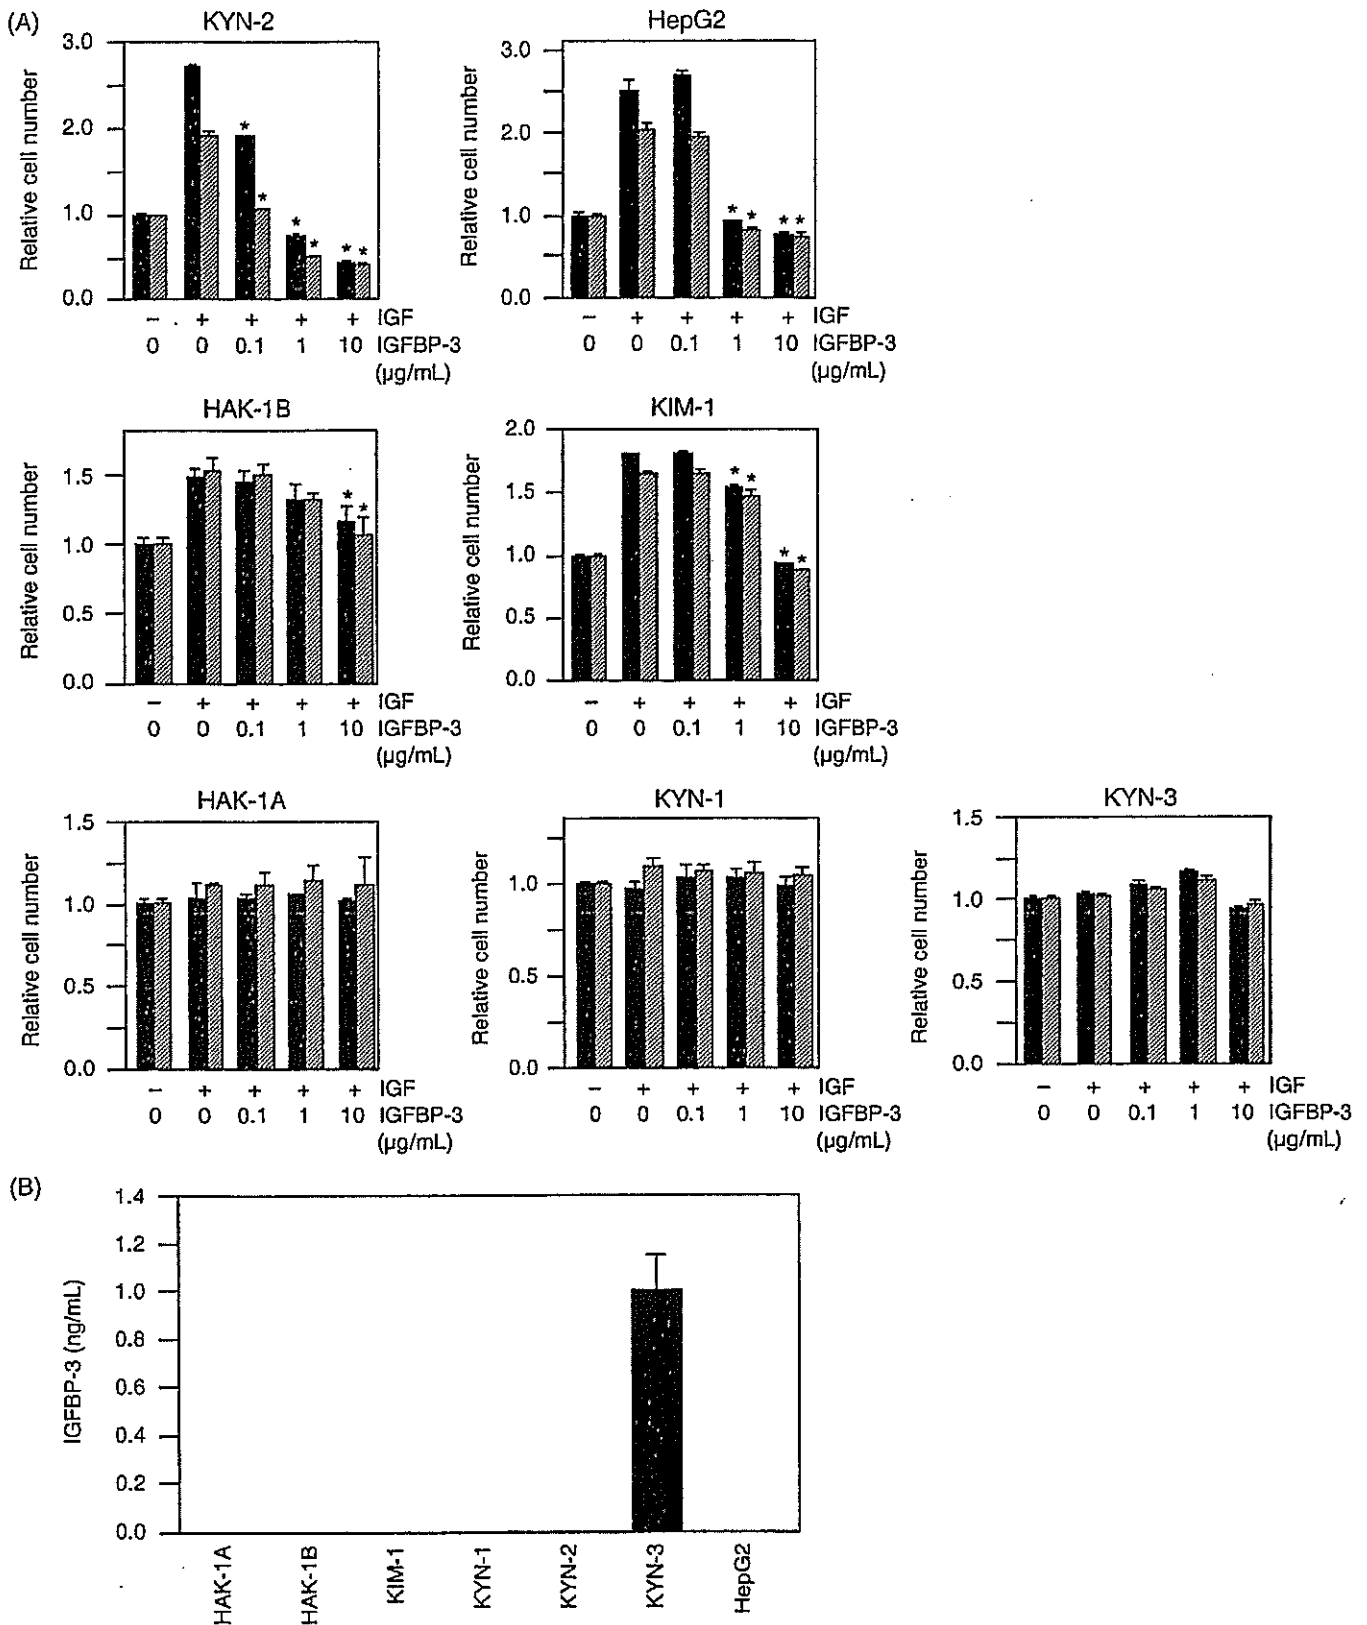 (A)
KYN-2
HepG2
Relative cell number
3.0
2.0
1.0
0.0
*
*
*
*
* *
– + + + + IGF
0 0 0.1 1 10 IGFBP-3
(µg/mL)
Relative cell number
3.0
2.0
1.0
0.0
* * * *
– + + + + IGF
0 0 0.1 1 10 IGFBP-3
(µg/mL)
HAK-1B
KIM-1
Relative cell number
1.5
1.0
0.5
0.0
*
*
– + + + + IGF
0 0 0.1 1 10 IGFBP-3
(µg/mL)
Relative cell number
2.0
1.5
1.0
0.5
0.0
* *
* *
– + + + + IGF
0 0 0.1 1 10 IGFBP-3
(µg/mL)
HAK-1A
KYN-1
KYN-3
Relative cell number
1.5
1.0
0.5
0.0
– + + + + IGF
0 0 0.1 1 10 IGFBP-3
(µg/mL)
Relative cell number
1.0
0.5
0.0
– + + + + IGF
0 0 0.1 1 10 IGFBP-3
(µg/mL)
Relative cell number
1.5
1.0
0.5
0.0
– + + + + IGF
0 0 0.1 1 10 IGFBP-3
(µg/mL)
(B)
IGFBP-3 (ng/mL)
1.4
1.2
1.0
0.8
0.6
0.4
0.2
0.0
HAK-1A
HAK-1B
KIM-1
KYN-1
KYN-2
KYN-3
HepG2